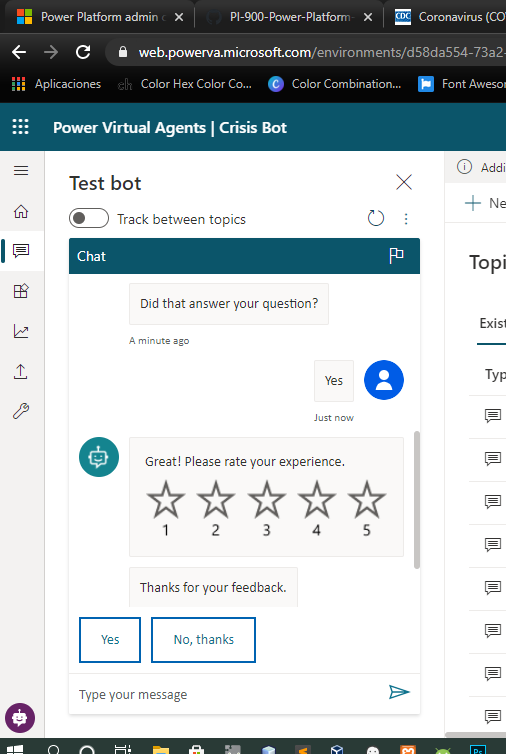 Power Platform admin c
PI-900-Power-Platform-
CDC
Coronavirus (CO
web.powerva.microsoft.com/environments/d58da554-73a2-
Aplicaciones
ch
Color Hex Color Co...
C
Color Combination...
Font Aweso
Power Virtual Agents | Crisis Bot
Test bot
Track between topics
Chat
Did that answer your question?
A minute ago
Yes
Just now
Great! Please rate your experience.
1 2 3 4 5
Thanks for your feedback.
Yes
No, thanks
Type your message
Addi
Ne
Topi
Exist
Typ
Ps